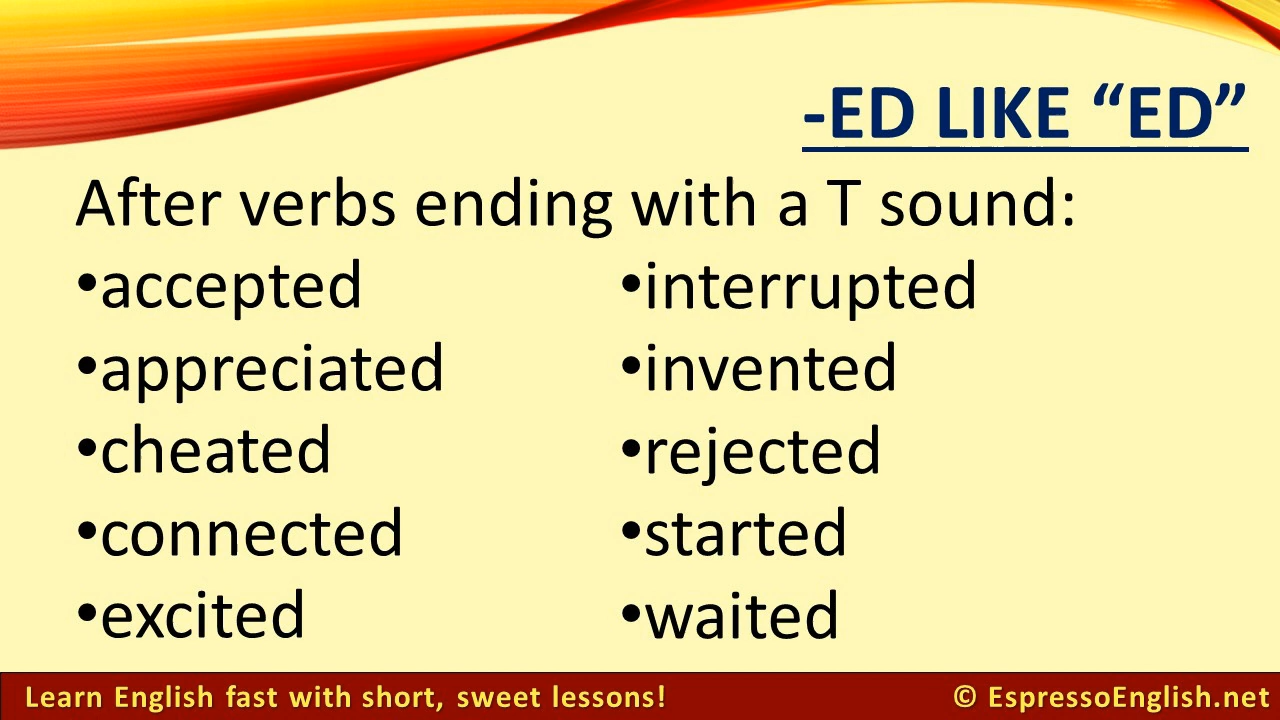 -ED LIKE “ED”
After verbs ending with a T sound:
•accepted
•appreciated
•cheated
•connected
•excited
•interrupted
•invented
•rejected
•started
•waited
Learn English fast with short, sweet lessons!
© EspressoEnglish.net